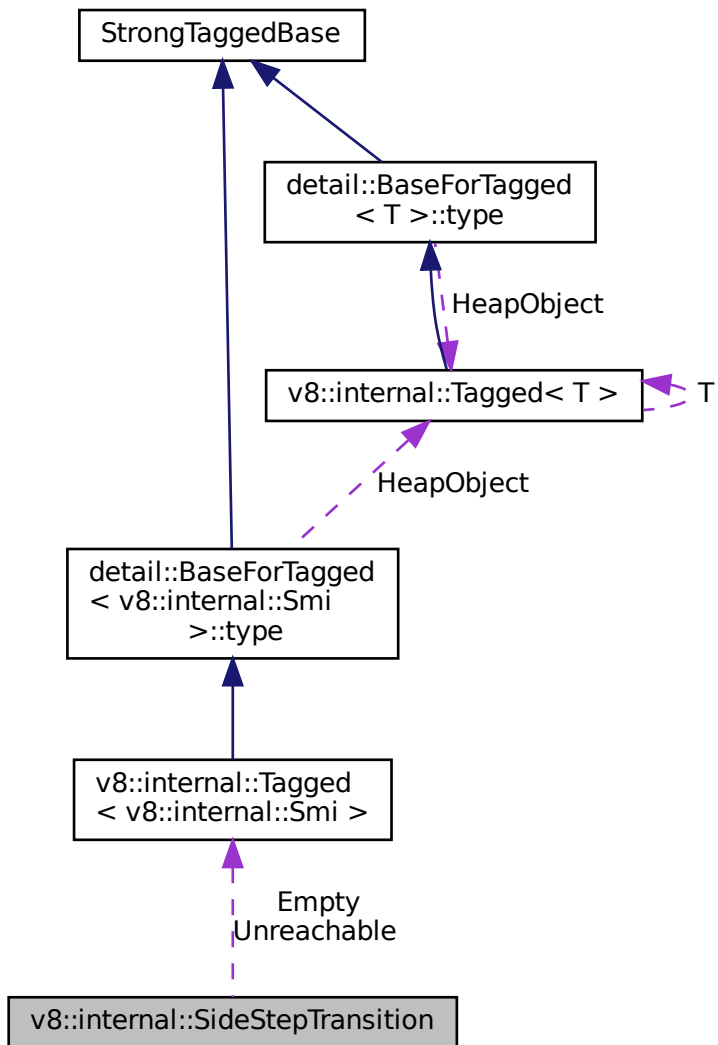 StrongTaggedBase
detail::BaseForTagged
< T >::type
HeapObject
v8::internal::Tagged< T >
T
HeapObject
detail::BaseForTagged
< v8::internal::Smi
>::type
v8::internal::Tagged
< v8::internal::Smi >
Empty
Unreachable
v8::internal::SideStepTransition